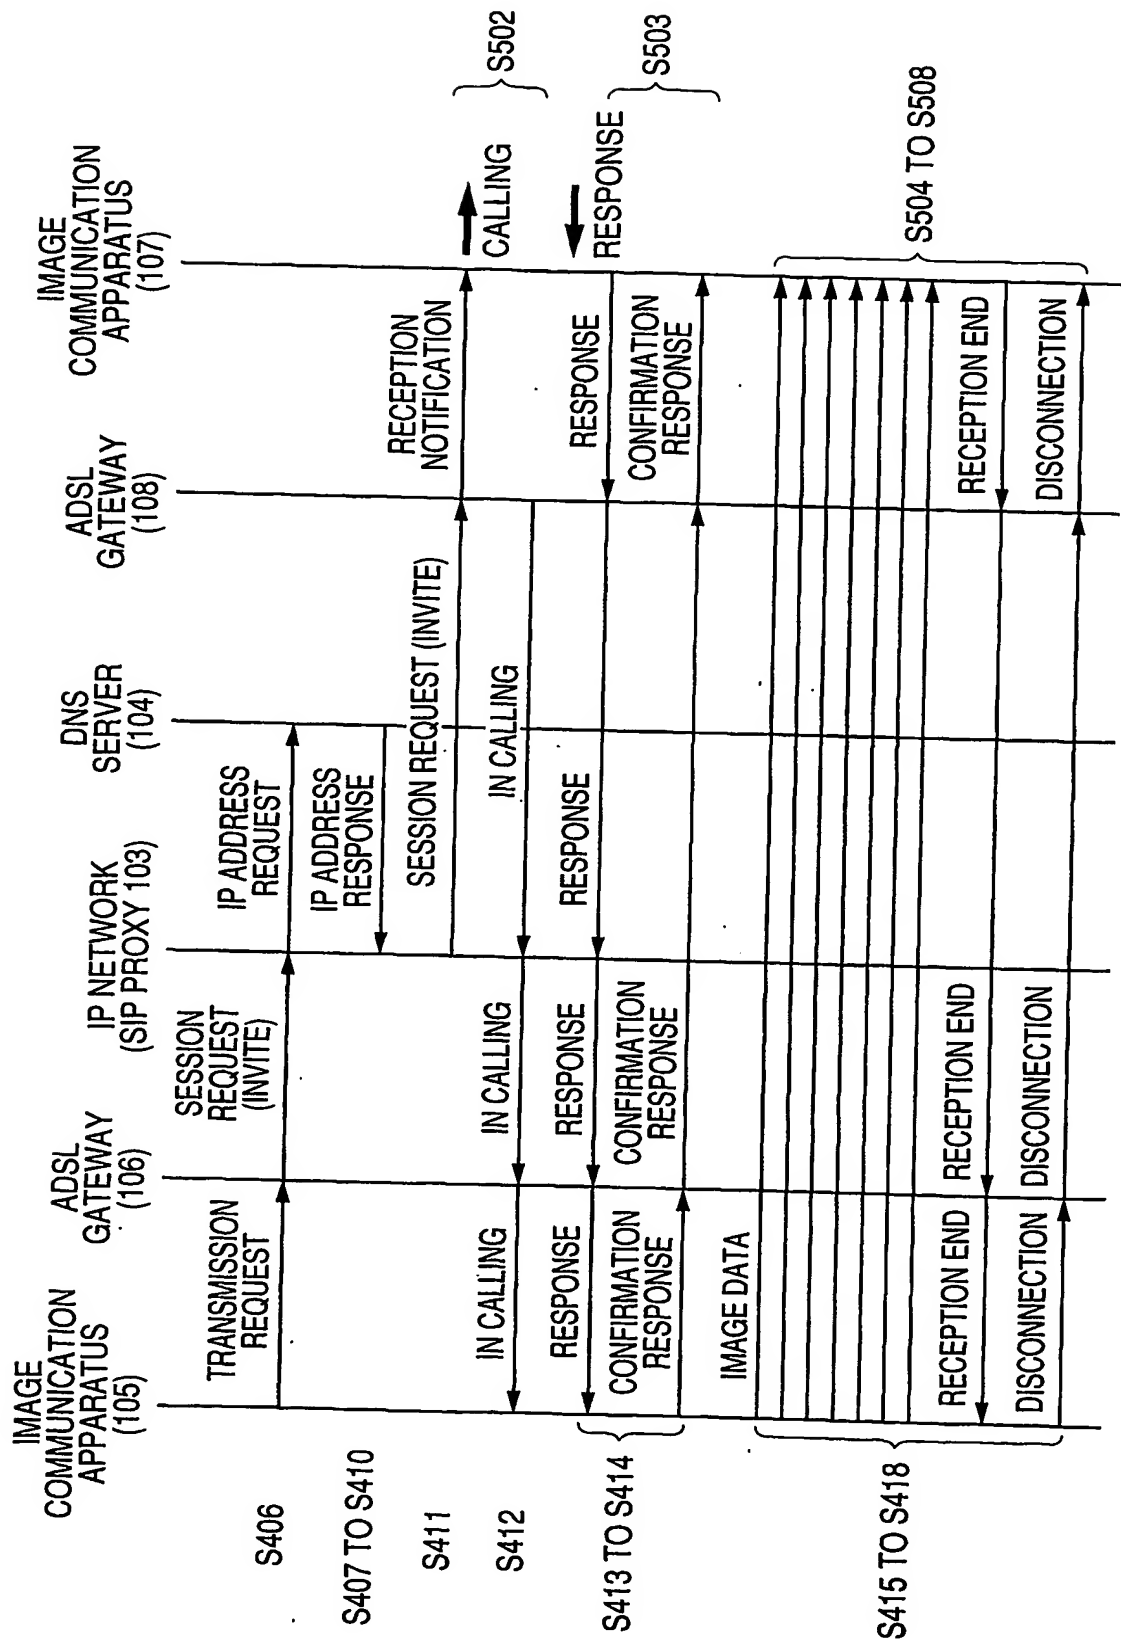 IMAGE
COMMUNICATION
APPARATUS
(105)
ADSL
GATEWAY
(106)
IP NETWORK
(SIP PROXY 103)
DNS
SERVER
(104)
ADSL
GATEWAY
(108)
IMAGE
COMMUNICATION
APPARATUS
(107)
S406
TRANSMISSION
REQUEST
SESSION
REQUEST
(INVITE)
IP ADDRESS
REQUEST
S407 TO S410
IP ADDRESS
RESPONSE
S411
SESSION REQUEST (INVITE)
RECEPTION
NOTIFICATION
CALLING
S502
S412
IN CALLING
IN CALLING
IN CALLING
RESPONSE
S413 TO S414
RESPONSE
RESPONSE
RESPONSE
RESPONSE
S503
CONFIRMATION
RESPONSE
CONFIRMATION
RESPONSE
CONFIRMATION
RESPONSE
IMAGE DATA
S415 TO S418
S504 TO S508
RECEPTION END
RECEPTION END
RECEPTION END
DISCONNECTION
DISCONNECTION
DISCONNECTION